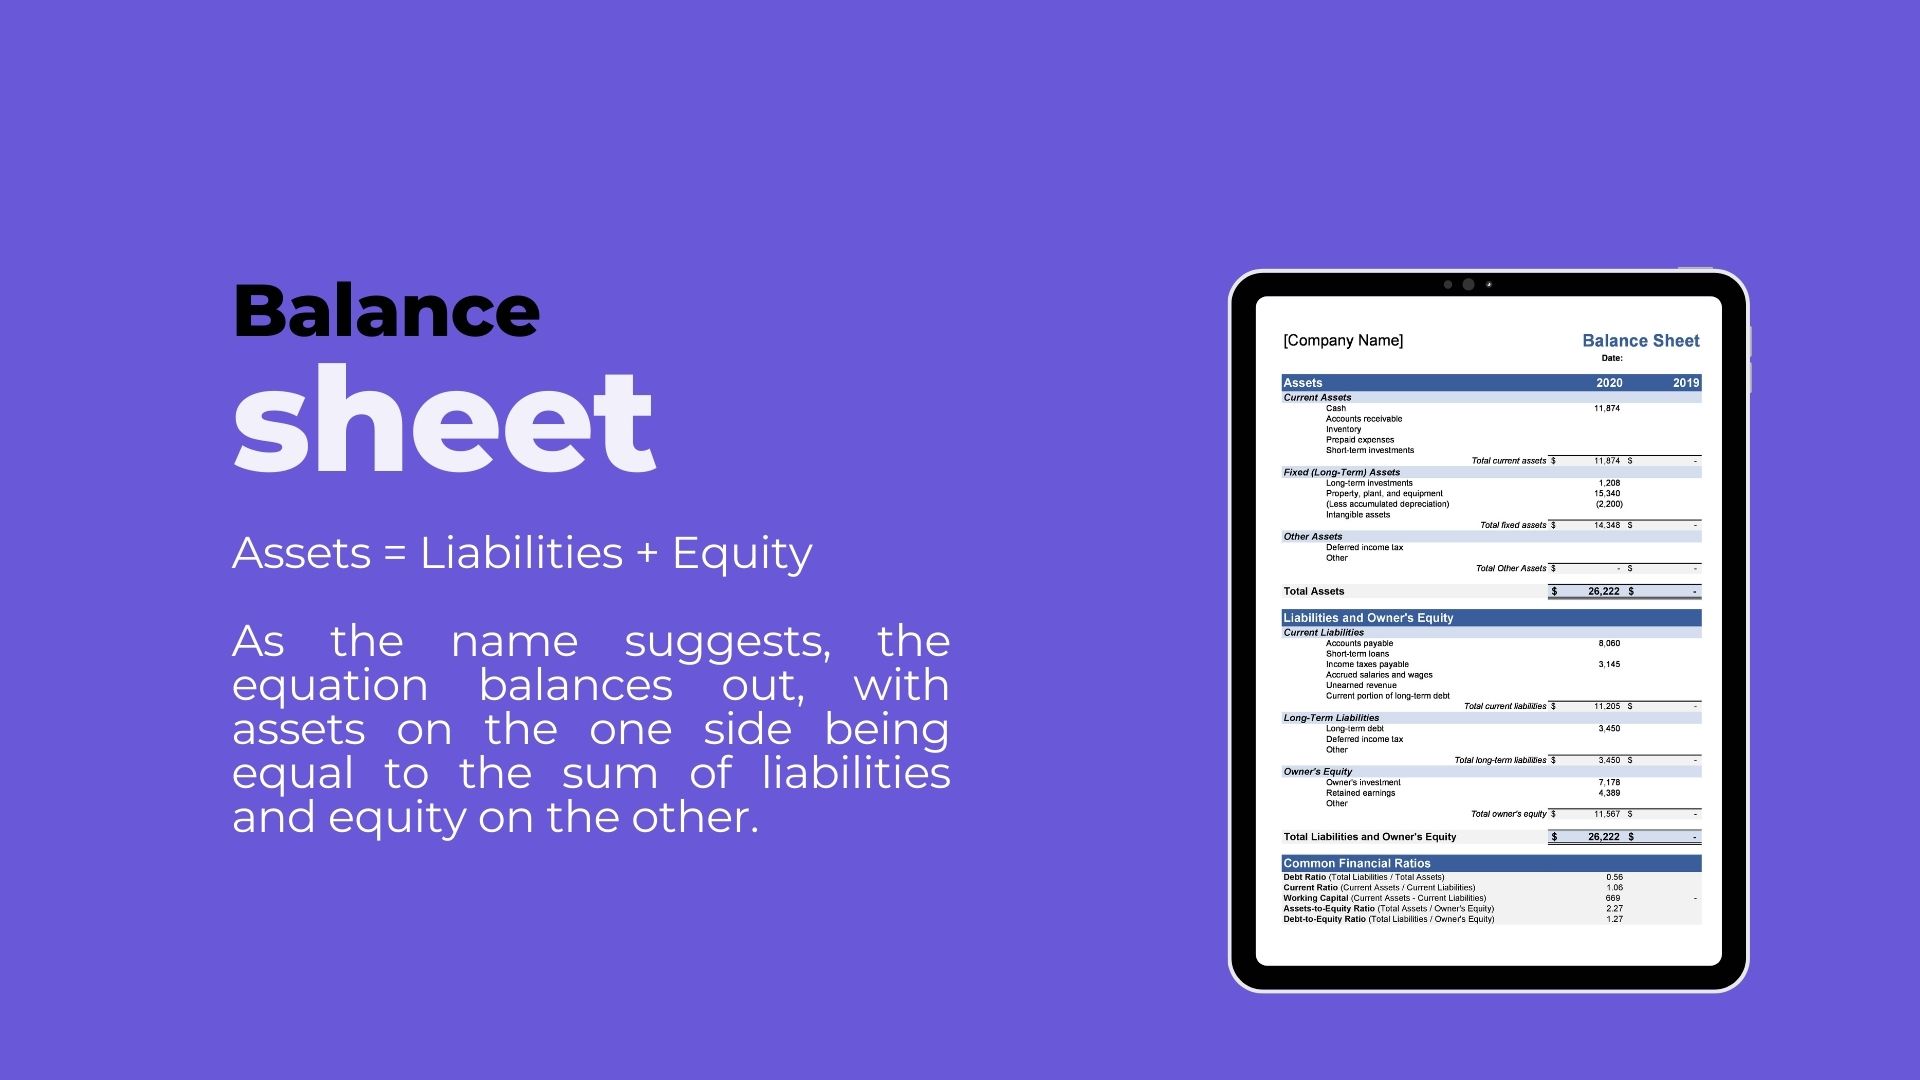 Balance
sheet
Assets = Liabilities + Equity
As the name suggests, the
equation balances out, with
assets on the one side being
equal to the sum of liabilities
and equity on the other.
[Company Name] Balance Sheet
Date:
Assets 2020 2019
Current Assets
Cash 11,874
Accounts receivable
Inventory
Prepaid expenses
Short-term investments
Total current assets $ 11,874 $ -
Fixed (Long-Term) Assets
Long-term investments 1,208
Property, plant, and equipment 15,340
(Less accumulated depreciation) (2,200)
Intangible assets
Total fixed assets $ 14,348 $ -
Other Assets
Deferred income tax
Other
Total Other Assets $ - $ -
Total Assets $ 26,222 $ -
Liabilities and Owner's Equity
Current Liabilities
Accounts payable 8,060
Short-term loans
Income taxes payable 3,145
Accrued salaries and wages
Unearned revenue
Current portion of long-term debt
Total current liabilities $ 11,205 $ -
Long-Term Liabilities
Long-term debt 3,450
Deferred income tax
Other
Total long-term liabilities $ 3,450 $ -
Owner's Equity
Owner's investment 7,178
Retained earnings 4,389
Other
Total owner's equity $ 11,567 $ -
Total Liabilities and Owner's Equity $ 26,222 $ -
Common Financial Ratios
Debt Ratio (Total Liabilities / Total Assets) 0.56
Current Ratio (Current Assets / Current Liabilities) 1.06
Working Capital (Current Assets - Current Liabilities) 669 -
Assets-to-Equity Ratio (Total Assets / Owner's Equity) 2.27
Debt-to-Equity Ratio (Total Liabilities / Owner's Equity) 1.27